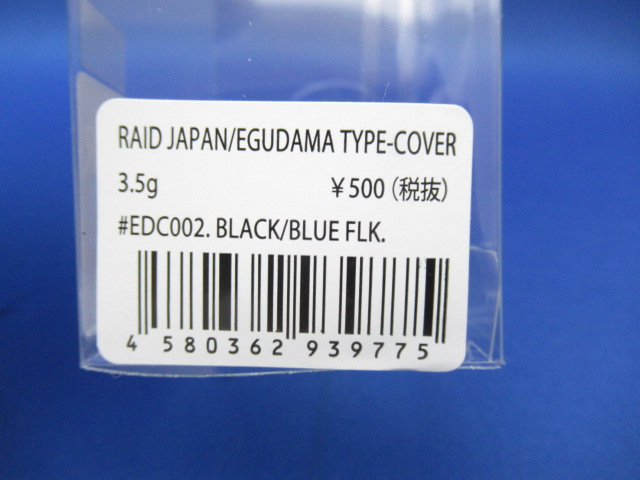 RAID JAPAN/EGUDAMA TYPE-COVER
3.5g ¥500(税抜)
#EDC002. BLACK/BLUE FLK.
4 580362 939775